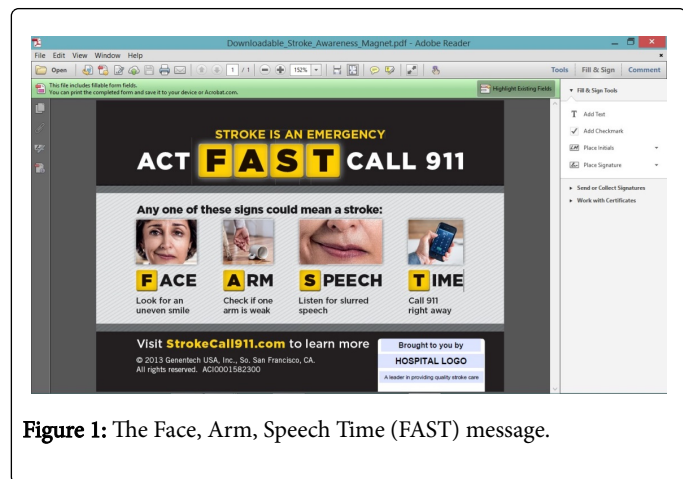 Downloadable_Stroke_Awareness_Magnet.pdf - Adobe Reader
File Edit View Window Help
Open 1 / 1 152% Tools Fill & Sign Comment
This file includes fillable form fields.
You can print the completed form and save it to your device or Acrobat.com.
Highlight Existing Fields
Fill & Sign Tools
Add Text
Add Checkmark
Place Initials
Place Signature
Send or Collect Signatures
Work with Certificates
STROKE IS AN EMERGENCY
ACT FAST CALL 911
Any one of these signs could mean a stroke:
FACE ARM SPEECH TIME
Look for an Check if one Listen for slurred Call 911
uneven smile arm is weak speech right away
Visit StrokeCall911.com to learn more
© 2013 Genentech USA, Inc., So. San Francisco, CA.
All rights reserved. ACI0001582300
Brought to you by
HOSPITAL LOGO
A leader in providing quality stroke care
Figure 1: The Face, Arm, Speech Time (FAST) message.